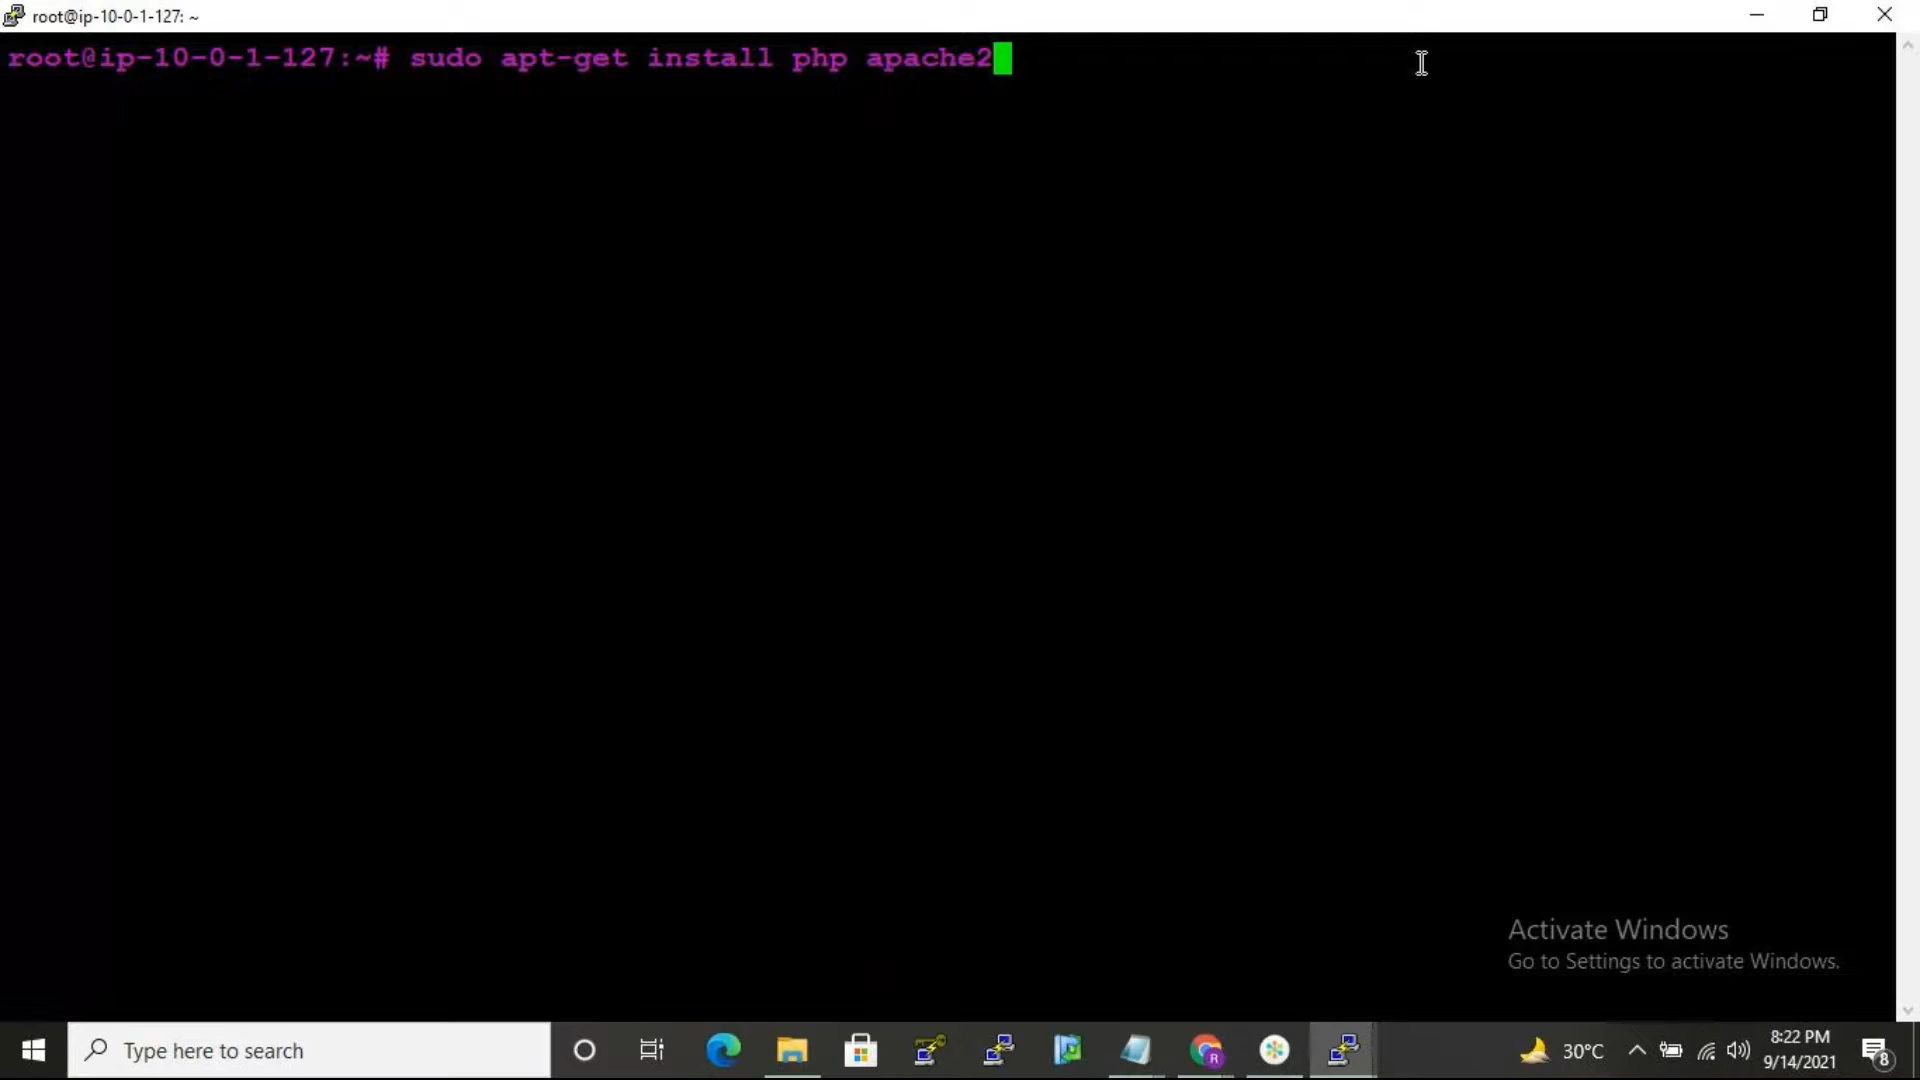 root@ip-10-0-1-127: ~
root@ip-10-0-1-127:~# sudo apt-get install php apache2
Activate Windows
Go to Settings to activate Windows.
Type here to search
R
30°C
8:22 PM
9/14/2021
8